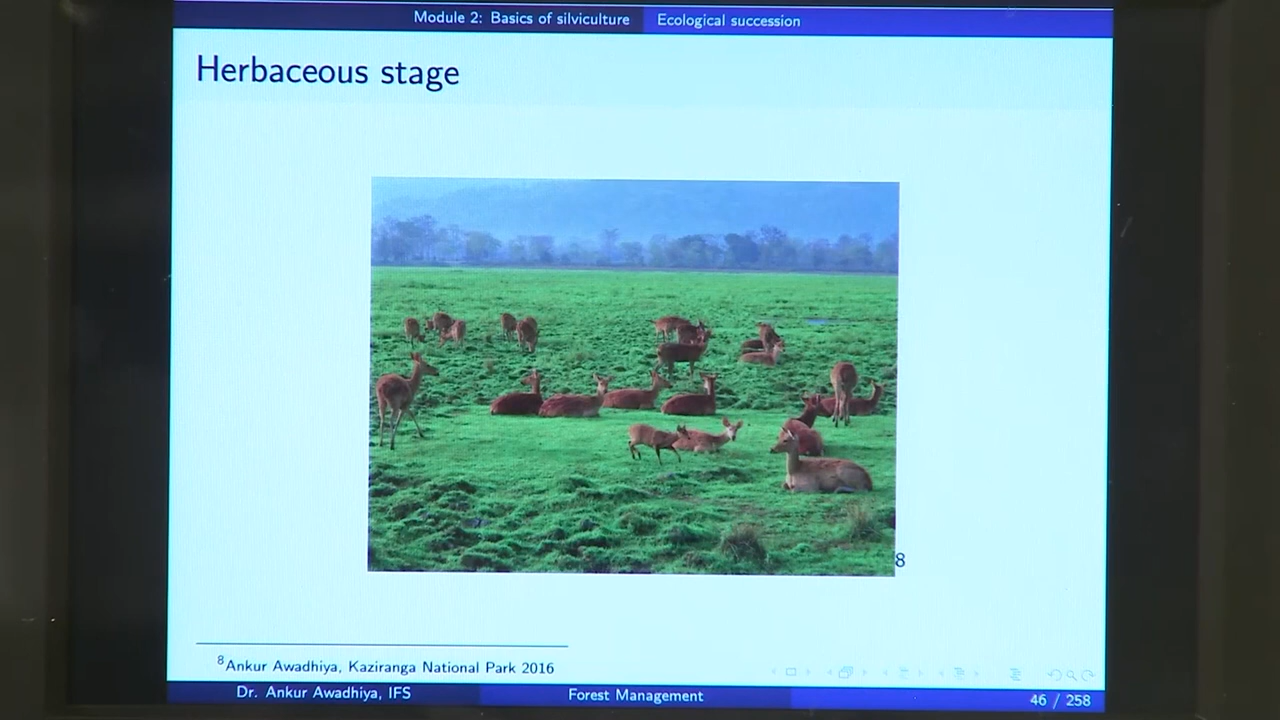 Module 2: Basics of silviculture Ecological succession
Herbaceous stage
8
8Ankur Awadhiya, Kaziranga National Park 2016
Dr. Ankur Awadhiya, IFS Forest Management 46 / 258